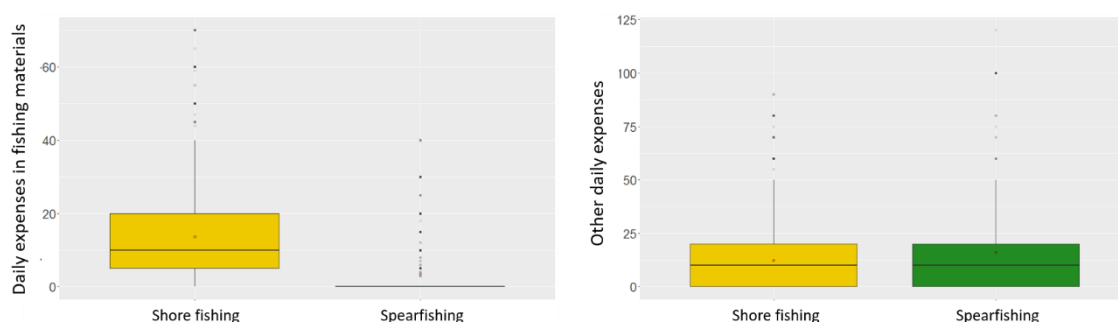 Daily expenses in fishing materials
60
40
20
0
Shore fishing
Spearfishing
Other daily expenses
125
100
75
50
25
0
Shore fishing
Spearfishing